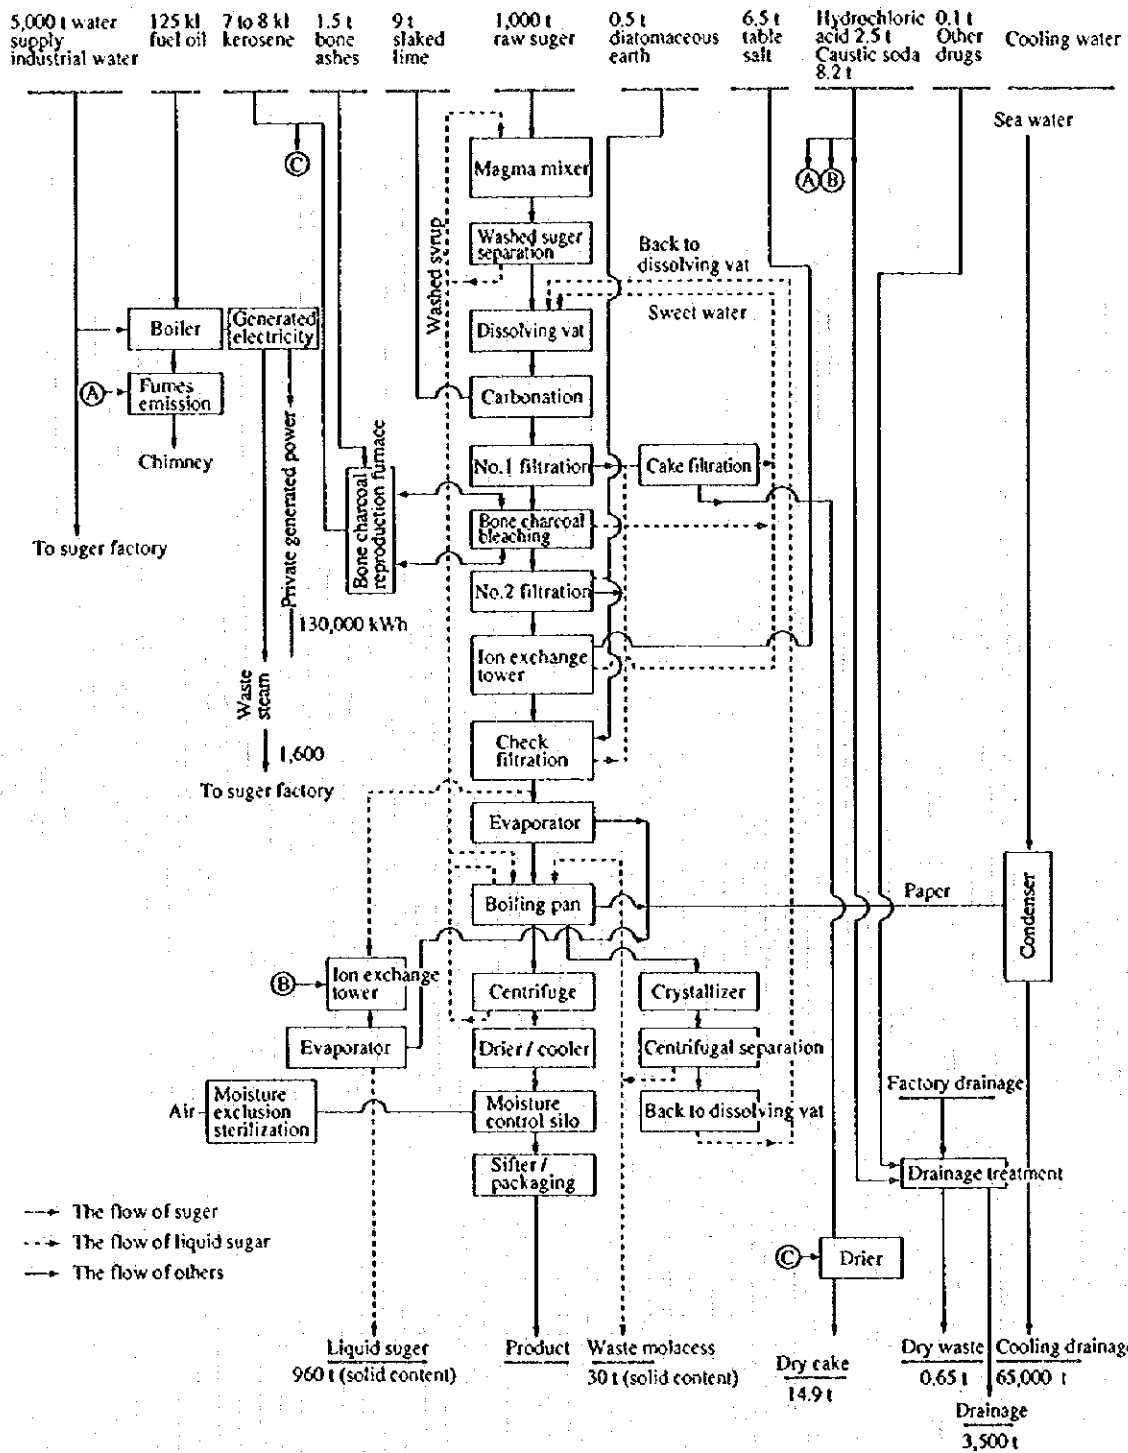 5,000 t water
supply
industrial water
125 kl
fuel oil
7 to 8 kl
kerosene
1.5 t
bone
ashes
9 t
slaked
lime
1,000 t
raw suger
0.5 t
diatomaceous
earth
6.5 t
table
salt
Hydrochloric
acid 2.5 t
Caustic soda
8.2 t
0.1 t
Other
drugs
Cooling water
Sea water
C
A
B
Magma mixer
Washed suger
separation
Washed syrup
Back to
dissolving vat
Sweet water
Boiler
Generated
electricity
Dissolving vat
A
Fumes
emission
Carbonation
Chimney
No.1 filtration
Cake filtration
Bone charcoal
reproduction furnace
Bone charcoal
bleaching
To suger factory
Private generated power
No.2 filtration
130,000 kWh
Ion exchange
tower
Waste
steam
Check
filtration
1,600
To suger factory
Evaporator
Boiling pan
Paper
Condenser
B
Ion exchange
tower
Centrifuge
Crystallizer
Evaporator
Drier / cooler
Centrifugal separation
Air
Moisture
exclusion
sterilization
Moisture
control silo
Back to dissolving vat
Factory drainage
Sifter /
packaging
Drainage treatment
The flow of suger
The flow of liquid sugar
The flow of others
C
Drier
Liquid suger
960 t (solid content)
Product
Waste molacess
30 t (solid content)
Dry cake
14.9 t
Dry waste
0.65 t
Cooling drainage
65,000 t
Drainage
3,500 t